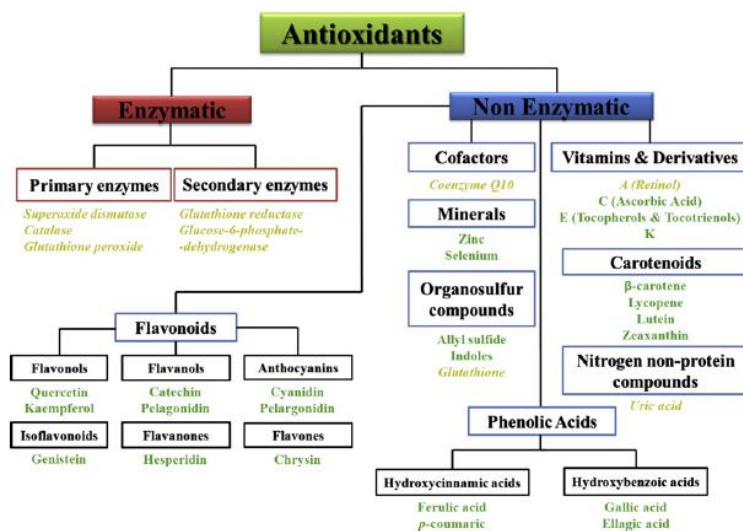 Antioxidants
Enzymatic
Non Enzymatic
Primary enzymes
Superoxide dismutase
Catalase
Glutathione peroxide
Secondary enzymes
Glutathione reductase
Glucose-6-phosphate-
-dehydrogenase
Cofactors
Coenzyme Q10
Minerals
Zinc
Selenium
Organosulfur
compounds
Allyl sulfide
Indoles
Glutathione
Vitamins & Derivatives
A (Retinol)
C (Ascorbic Acid)
E (Tocopherols & Tocotrienols)
K
Carotenoids
β-carotene
Lycopene
Lutein
Zeaxanthin
Nitrogen non-protein
compounds
Uric acid
Flavonoids
Flavonols
Quercetin
Kaempferol
Flavanols
Catechin
Pelagonidin
Anthocyanins
Cyanidin
Pelargonidin
Isoflavonoids
Genistein
Flavanones
Hesperidin
Flavones
Chrysin
Phenolic Acids
Hydroxycinnamic acids
Ferulic acid
p-coumaric
Hydroxybenzoic acids
Gallic acid
Ellagic acid